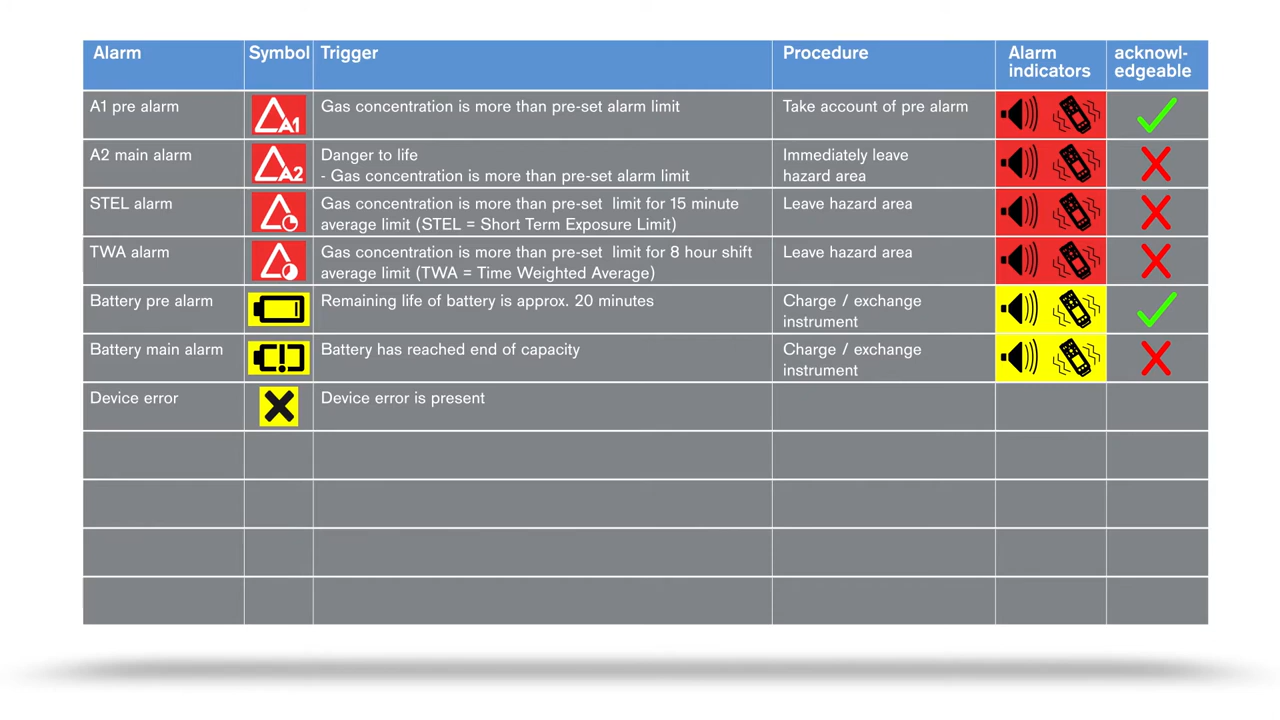 Alarm Symbol Trigger Procedure Alarm indicators acknowl-edgeable
A1 pre alarm A1 Gas concentration is more than pre-set alarm limit Take account of pre alarm
A2 main alarm A2 Danger to life Immediately leave
- Gas concentration is more than pre-set alarm limit hazard area
STEL alarm Gas concentration is more than pre-set limit for 15 minute Leave hazard area
average limit (STEL = Short Term Exposure Limit)
TWA alarm Gas concentration is more than pre-set limit for 8 hour shift Leave hazard area
average limit (TWA = Time Weighted Average)
Battery pre alarm Remaining life of battery is approx. 20 minutes Charge / exchange
instrument
Battery main alarm Battery has reached end of capacity Charge / exchange
instrument
Device error Device error is present